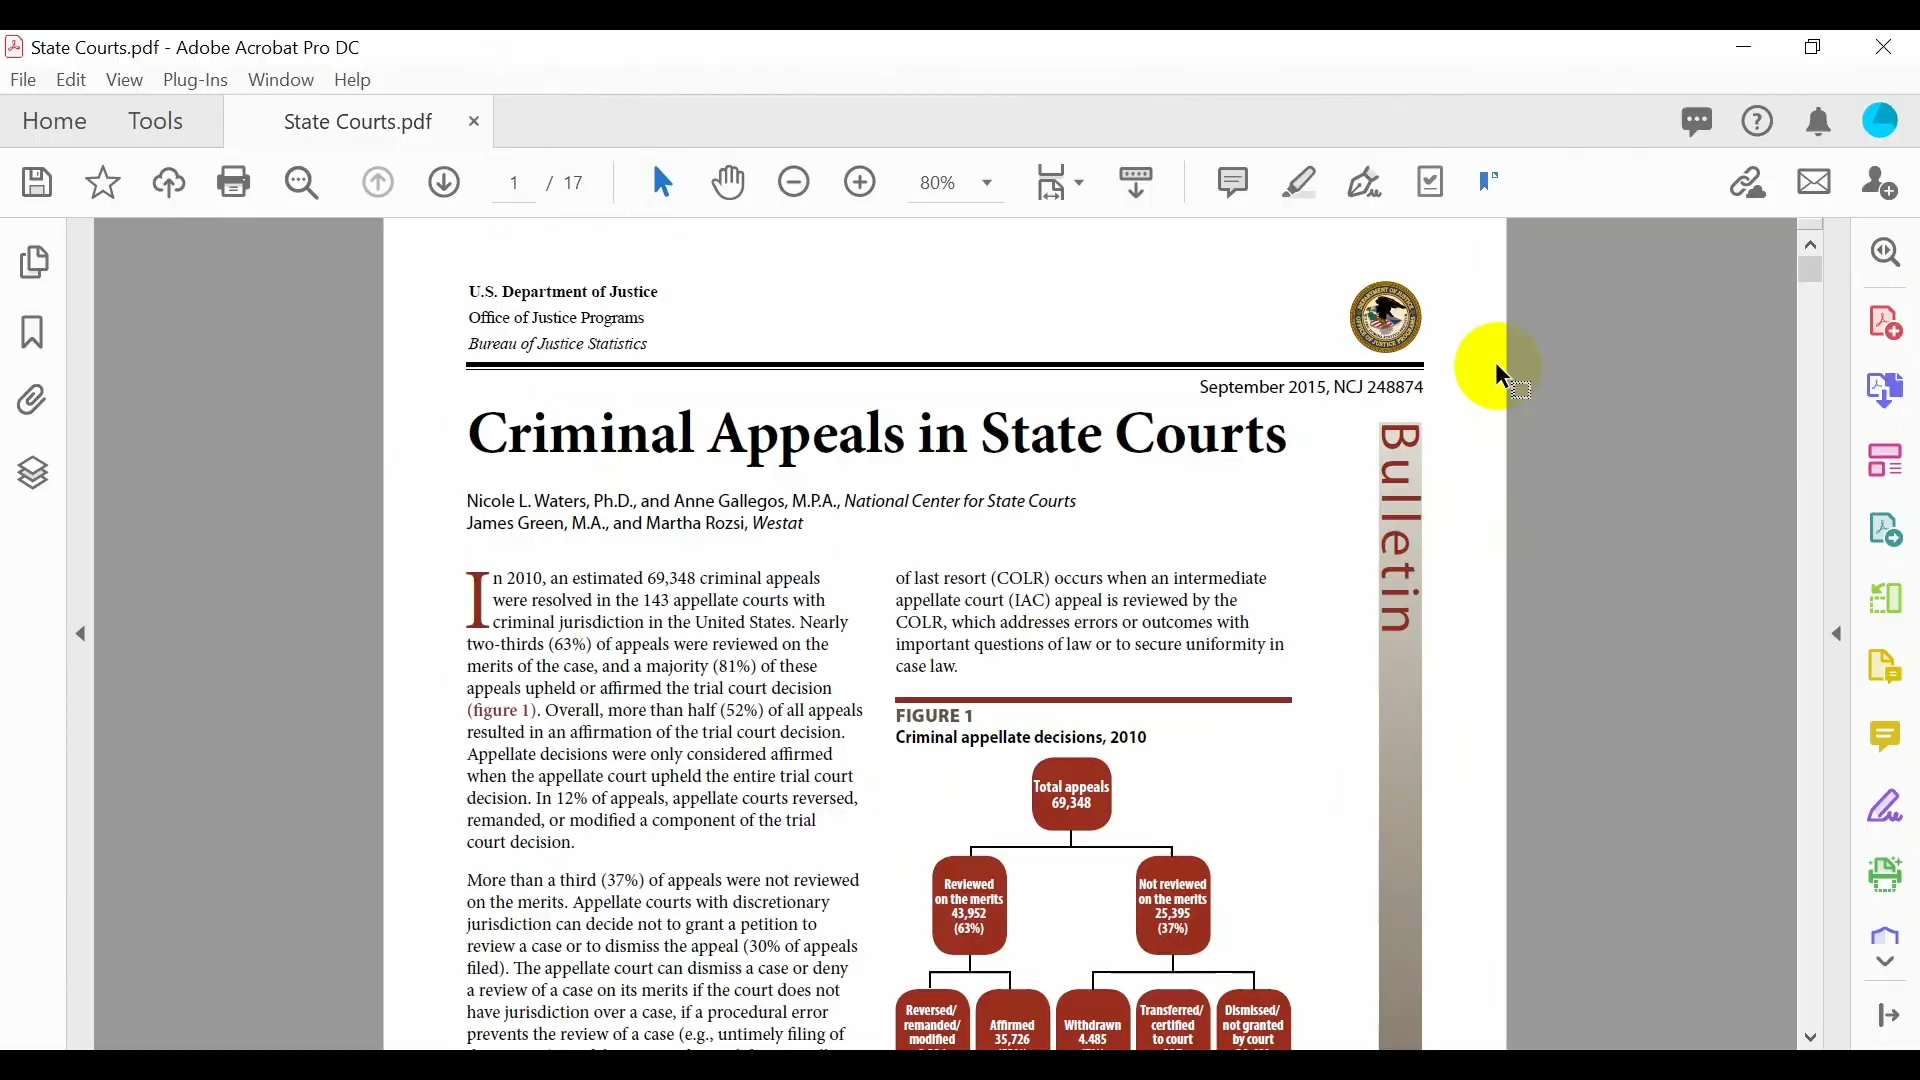 State Courts.pdf - Adobe Acrobat Pro DC
File Edit View Plug-Ins Window Help
Home Tools State Courts.pdf ×
1 / 17 80%
U.S. Department of Justice
Office of Justice Programs
Bureau of Justice Statistics
September 2015, NCJ 248874
Criminal Appeals in State Courts
Bulletin
Nicole L. Waters, Ph.D., and Anne Gallegos, M.P.A., National Center for State Courts
James Green, M.A., and Martha Rozsi, Westat
In 2010, an estimated 69,348 criminal appeals
were resolved in the 143 appellate courts with
criminal jurisdiction in the United States. Nearly
two-thirds (63%) of appeals were reviewed on the
merits of the case, and a majority (81%) of these
appeals upheld or affirmed the trial court decision
(figure 1). Overall, more than half (52%) of all appeals
resulted in an affirmation of the trial court decision.
Appellate decisions were only considered affirmed
when the appellate court upheld the entire trial court
decision. In 12% of appeals, appellate courts reversed,
remanded, or modified a component of the trial
court decision.
More than a third (37%) of appeals were not reviewed
on the merits. Appellate courts with discretionary
jurisdiction can decide not to grant a petition to
review a case or to dismiss the appeal (30% of appeals
filed). The appellate court can dismiss a case or deny
a review of a case on its merits if the court does not
have jurisdiction over a case, if a procedural error
prevents the review of a case (e.g., untimely filing of
of last resort (COLR) occurs when an intermediate
appellate court (IAC) appeal is reviewed by the
COLR, which addresses errors or outcomes with
important questions of law or to secure uniformity in
case law.
FIGURE 1
Criminal appellate decisions, 2010
Total appeals
69,348
Reviewed
on the merits
43,952
(63%)
Not reviewed
on the merits
25,395
(37%)
Reversed/
remanded/
modified
Affirmed
35,726
Withdrawn
4.485
Transferred/
certified
to court
Dismissed/
not granted
by court